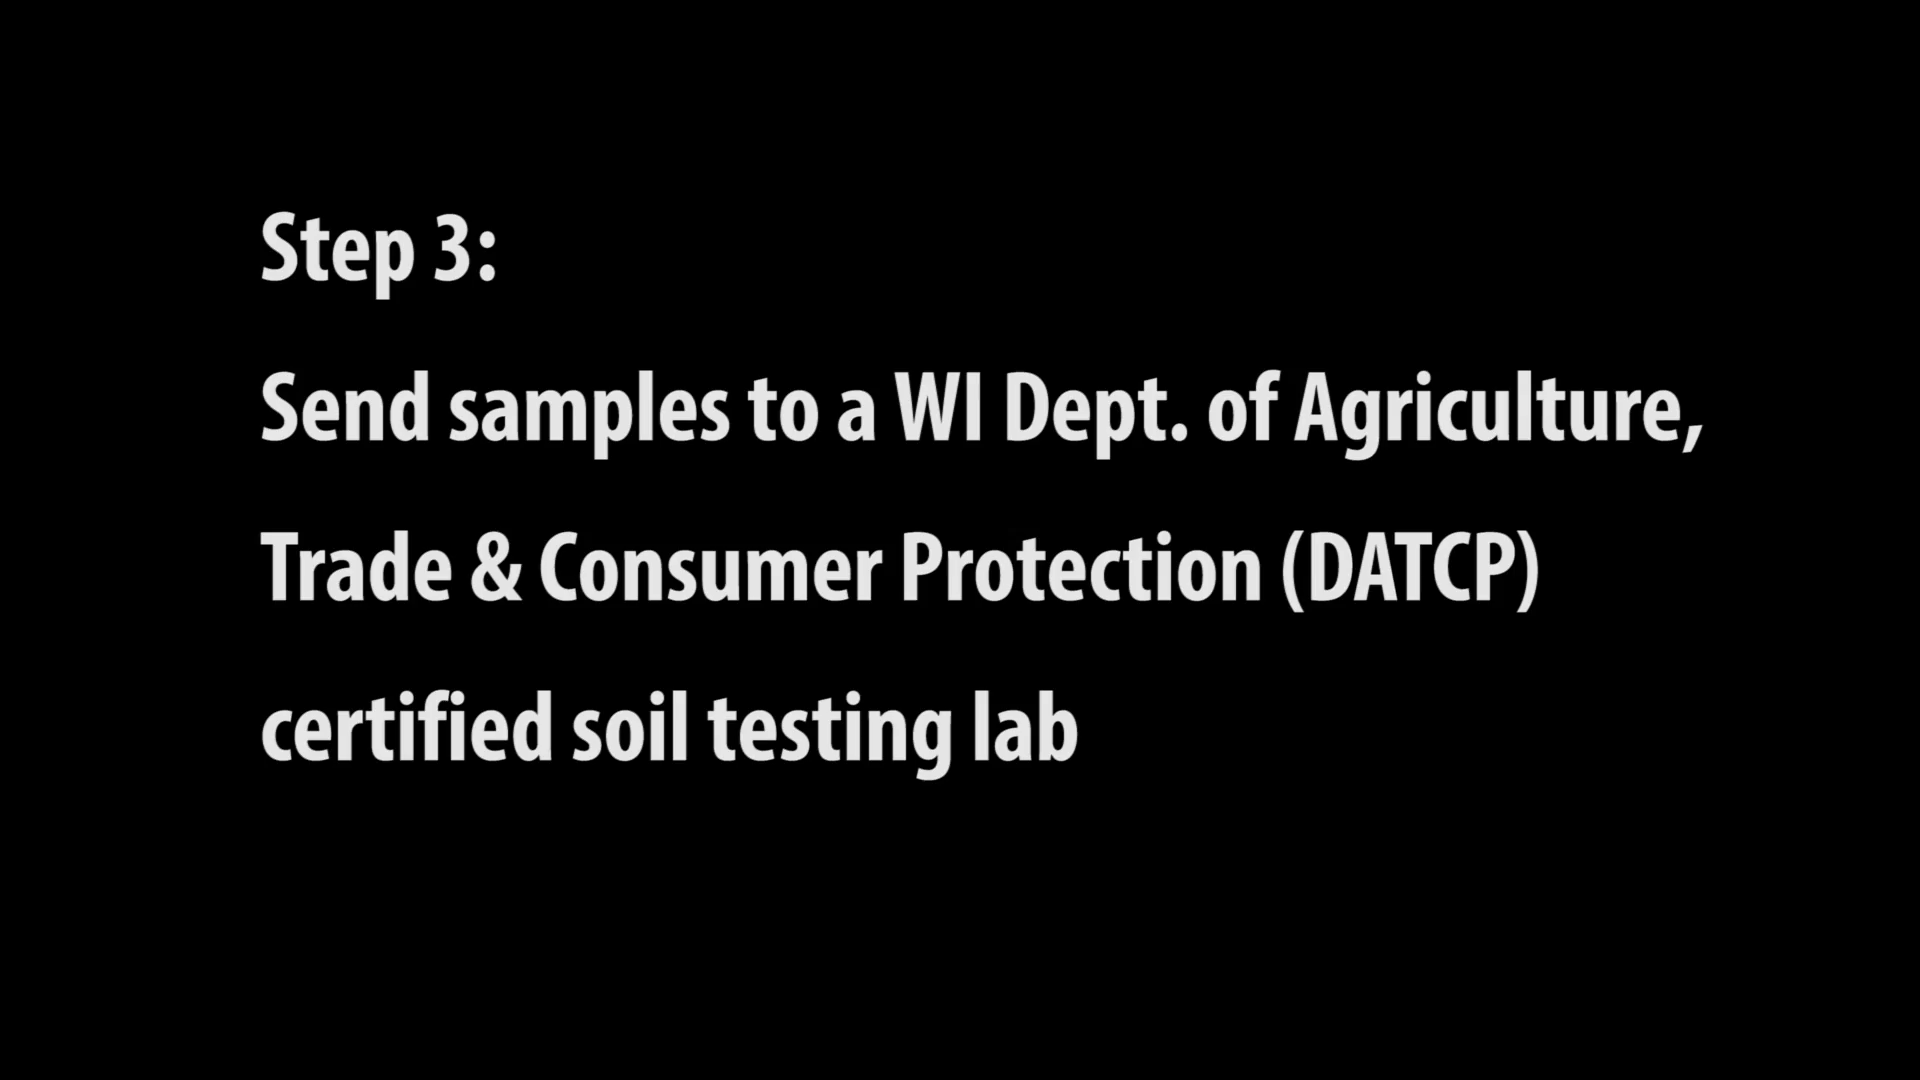 Step 3:
Send samples to a WI Dept. of Agriculture,
Trade & Consumer Protection (DATCP)
certified soil testing lab